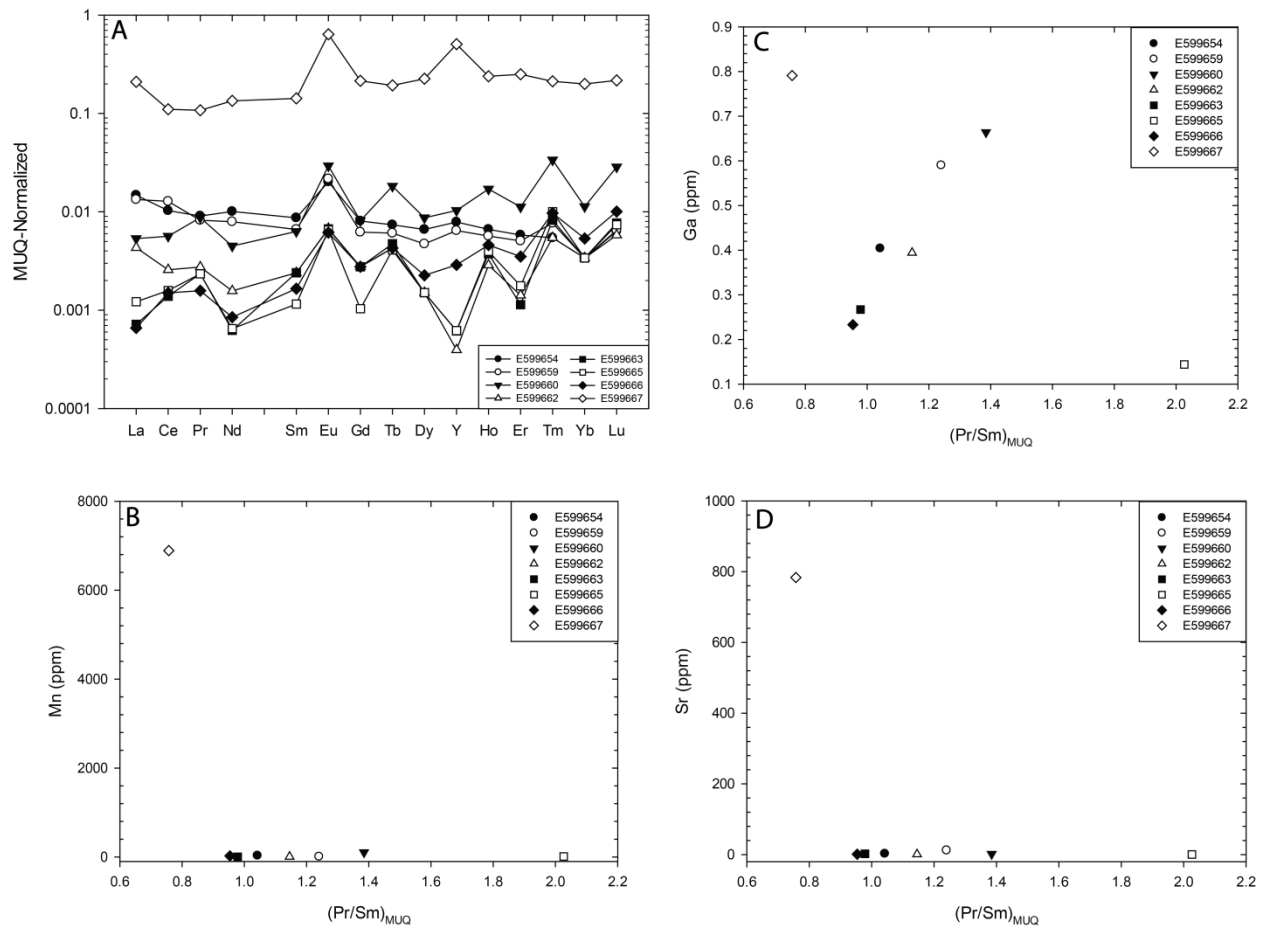 A
MUQ-Normalized
1
0.1
0.01
0.001
0.0001
La Ce Pr Nd Sm Eu Gd Tb Dy Y Ho Er Tm Yb Lu
E599654 E599663
E599659 E599665
E599660 E599666
E599662 E599667
C
Ga (ppm)
0.9
0.8
0.7
0.6
0.5
0.4
0.3
0.2
0.1
0.6 0.8 1.0 1.2 1.4 1.6 1.8 2.0 2.2
(Pr/Sm)MUQ
E599654
E599659
E599660
E599662
E599663
E599665
E599666
E599667
B
Mn (ppm)
8000
6000
4000
2000
0
0.6 0.8 1.0 1.2 1.4 1.6 1.8 2.0 2.2
(Pr/Sm)MUQ
E599654
E599659
E599660
E599662
E599663
E599665
E599666
E599667
D
Sr (ppm)
1000
800
600
400
200
0
0.6 0.8 1.0 1.2 1.4 1.6 1.8 2.0 2.2
(Pr/Sm)MUQ
E599654
E599659
E599660
E599662
E599663
E599665
E599666
E599667